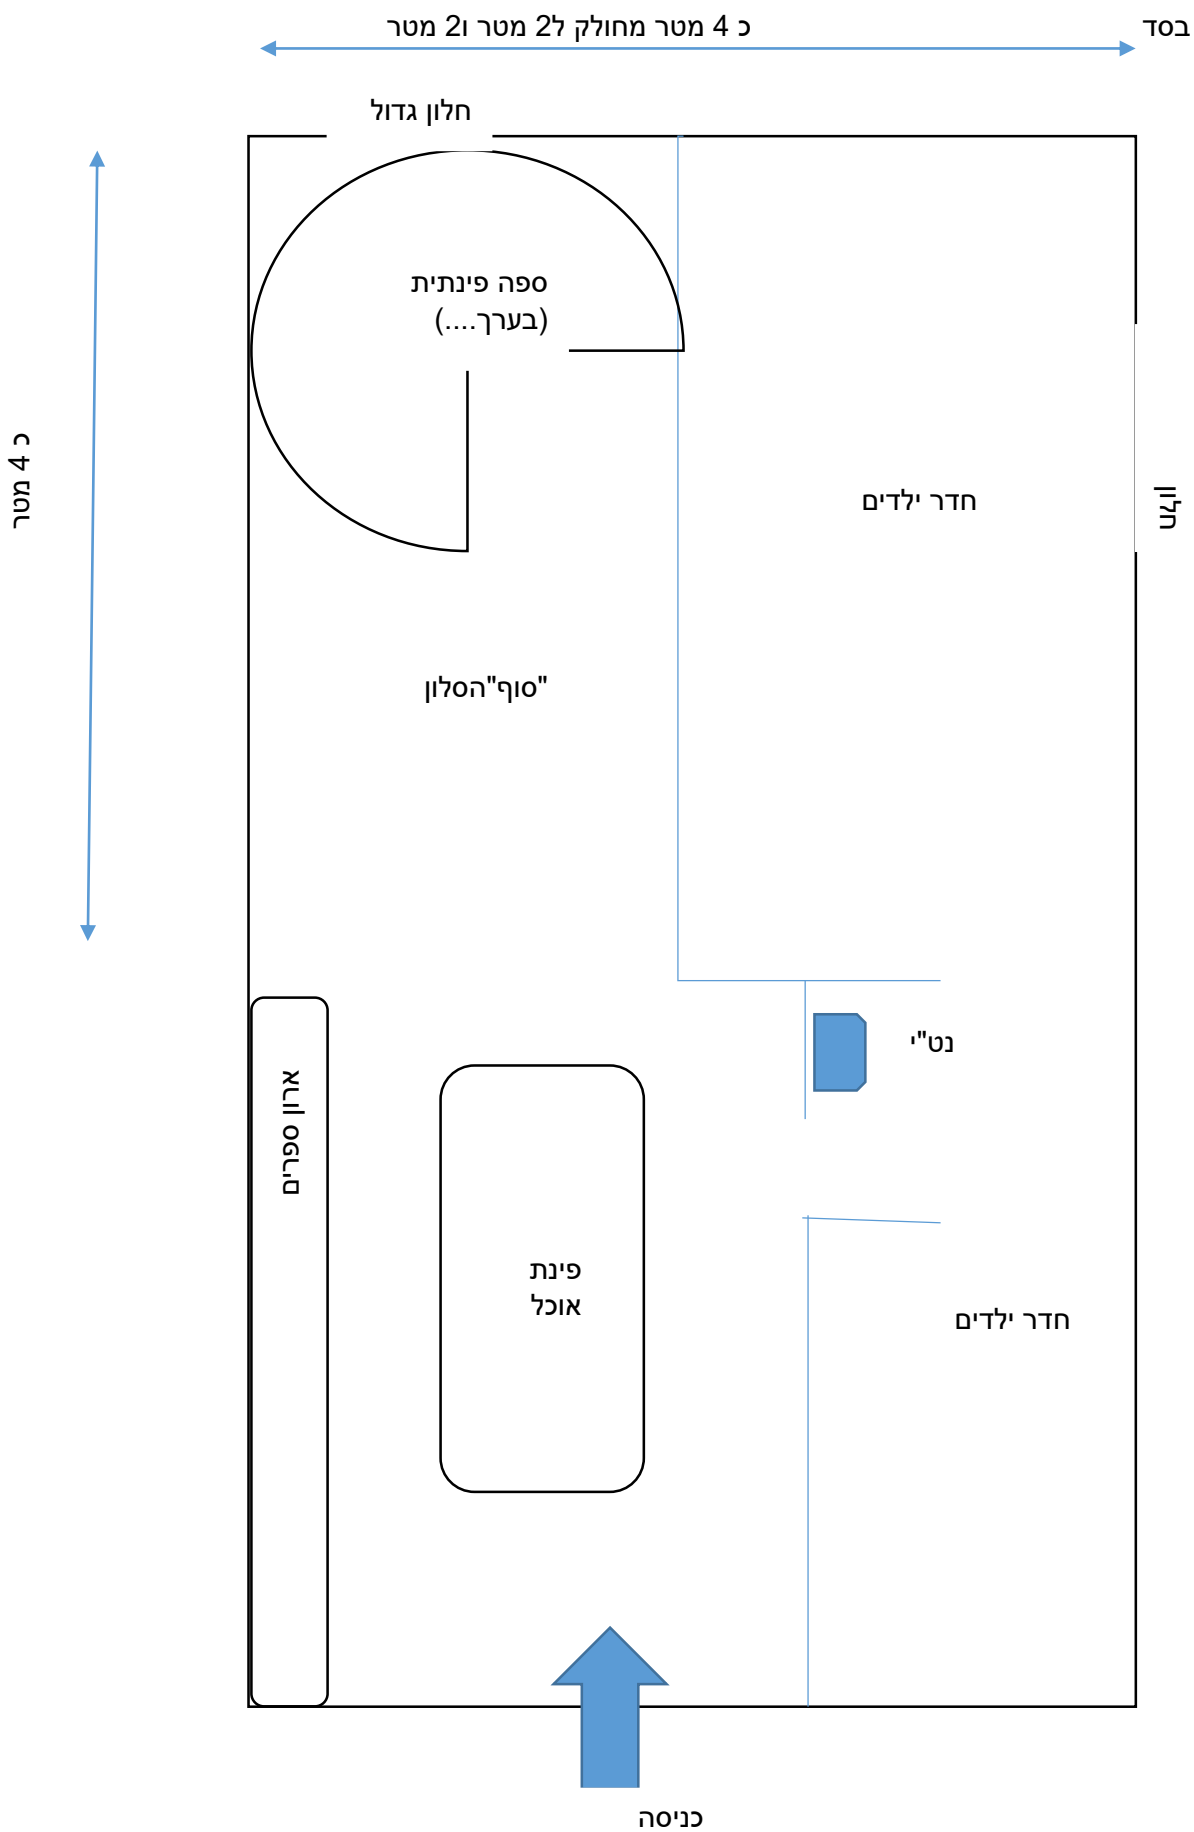 בסד
כ 4 מטר מחולק ל2 מטר ו2 מטר
חלון גדול
ספה פינתית
(בערך....)
כ 4 מטר
חדר ילדים
חלון
"סוף"הסלון
נט"י
ארון ספרים
פינת
אוכל
חדר ילדים
כניסה